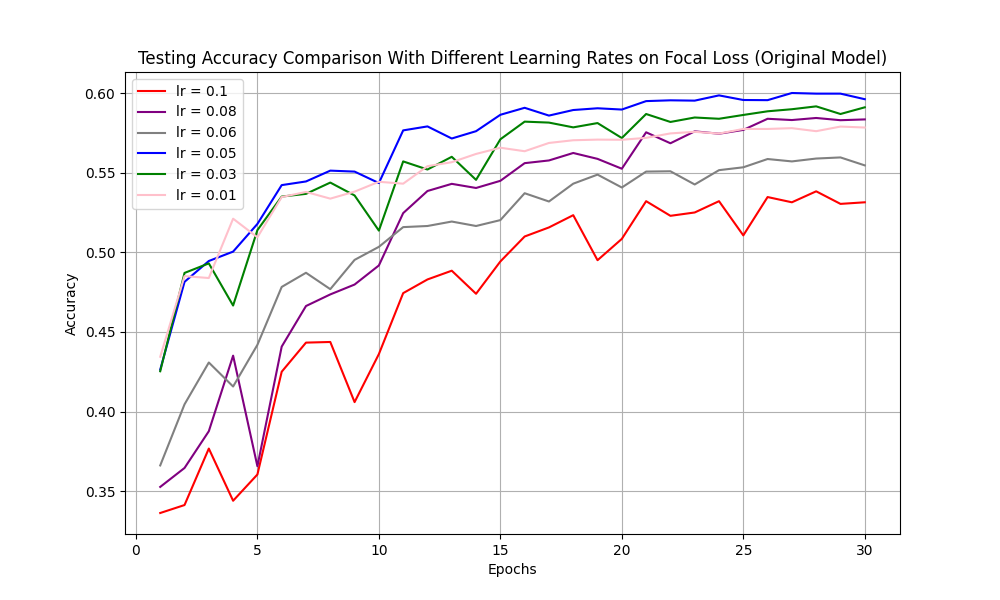 Testing Accuracy Comparison With Different Learning Rates on Focal Loss (Original Model)
lr = 0.1
lr = 0.08
lr = 0.06
lr = 0.05
lr = 0.03
lr = 0.01
0.60
0.55
0.50
0.45
0.40
0.35
Accuracy
0 5 10 15 20 25 30
Epochs